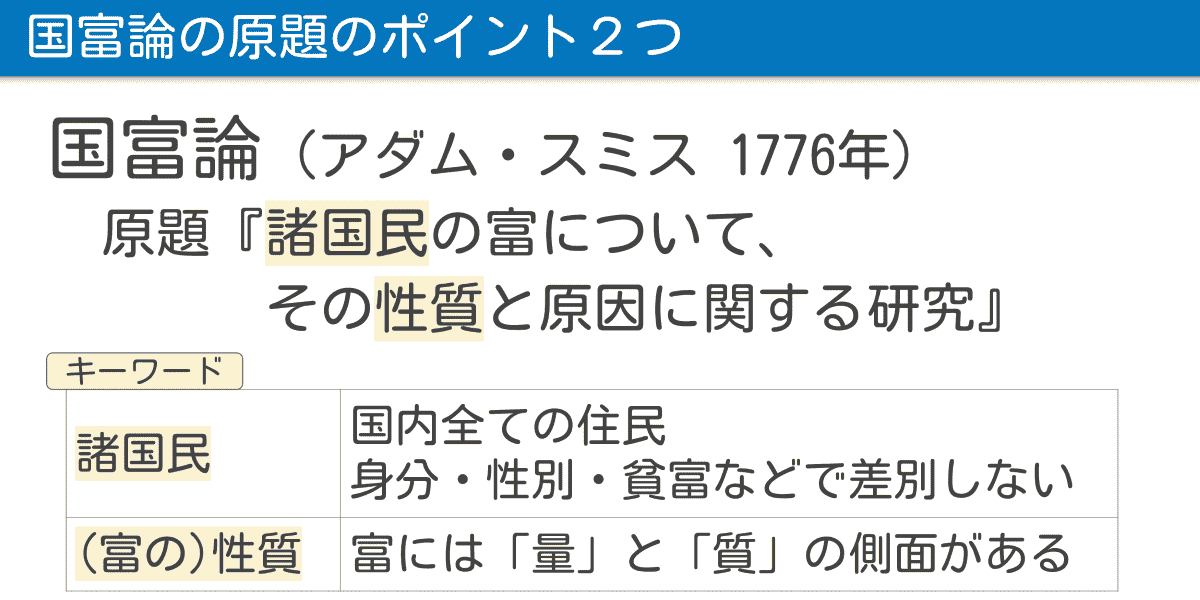 国富論の原題のポイント２つ
国富論（アダム・スミス 1776年）
原題『諸国民の富について、
その性質と原因に関する研究』
キーワード
諸国民
国内全ての住民
身分・性別・貧富などで差別しない
(富の)性質
富には「量」と「質」の側面がある